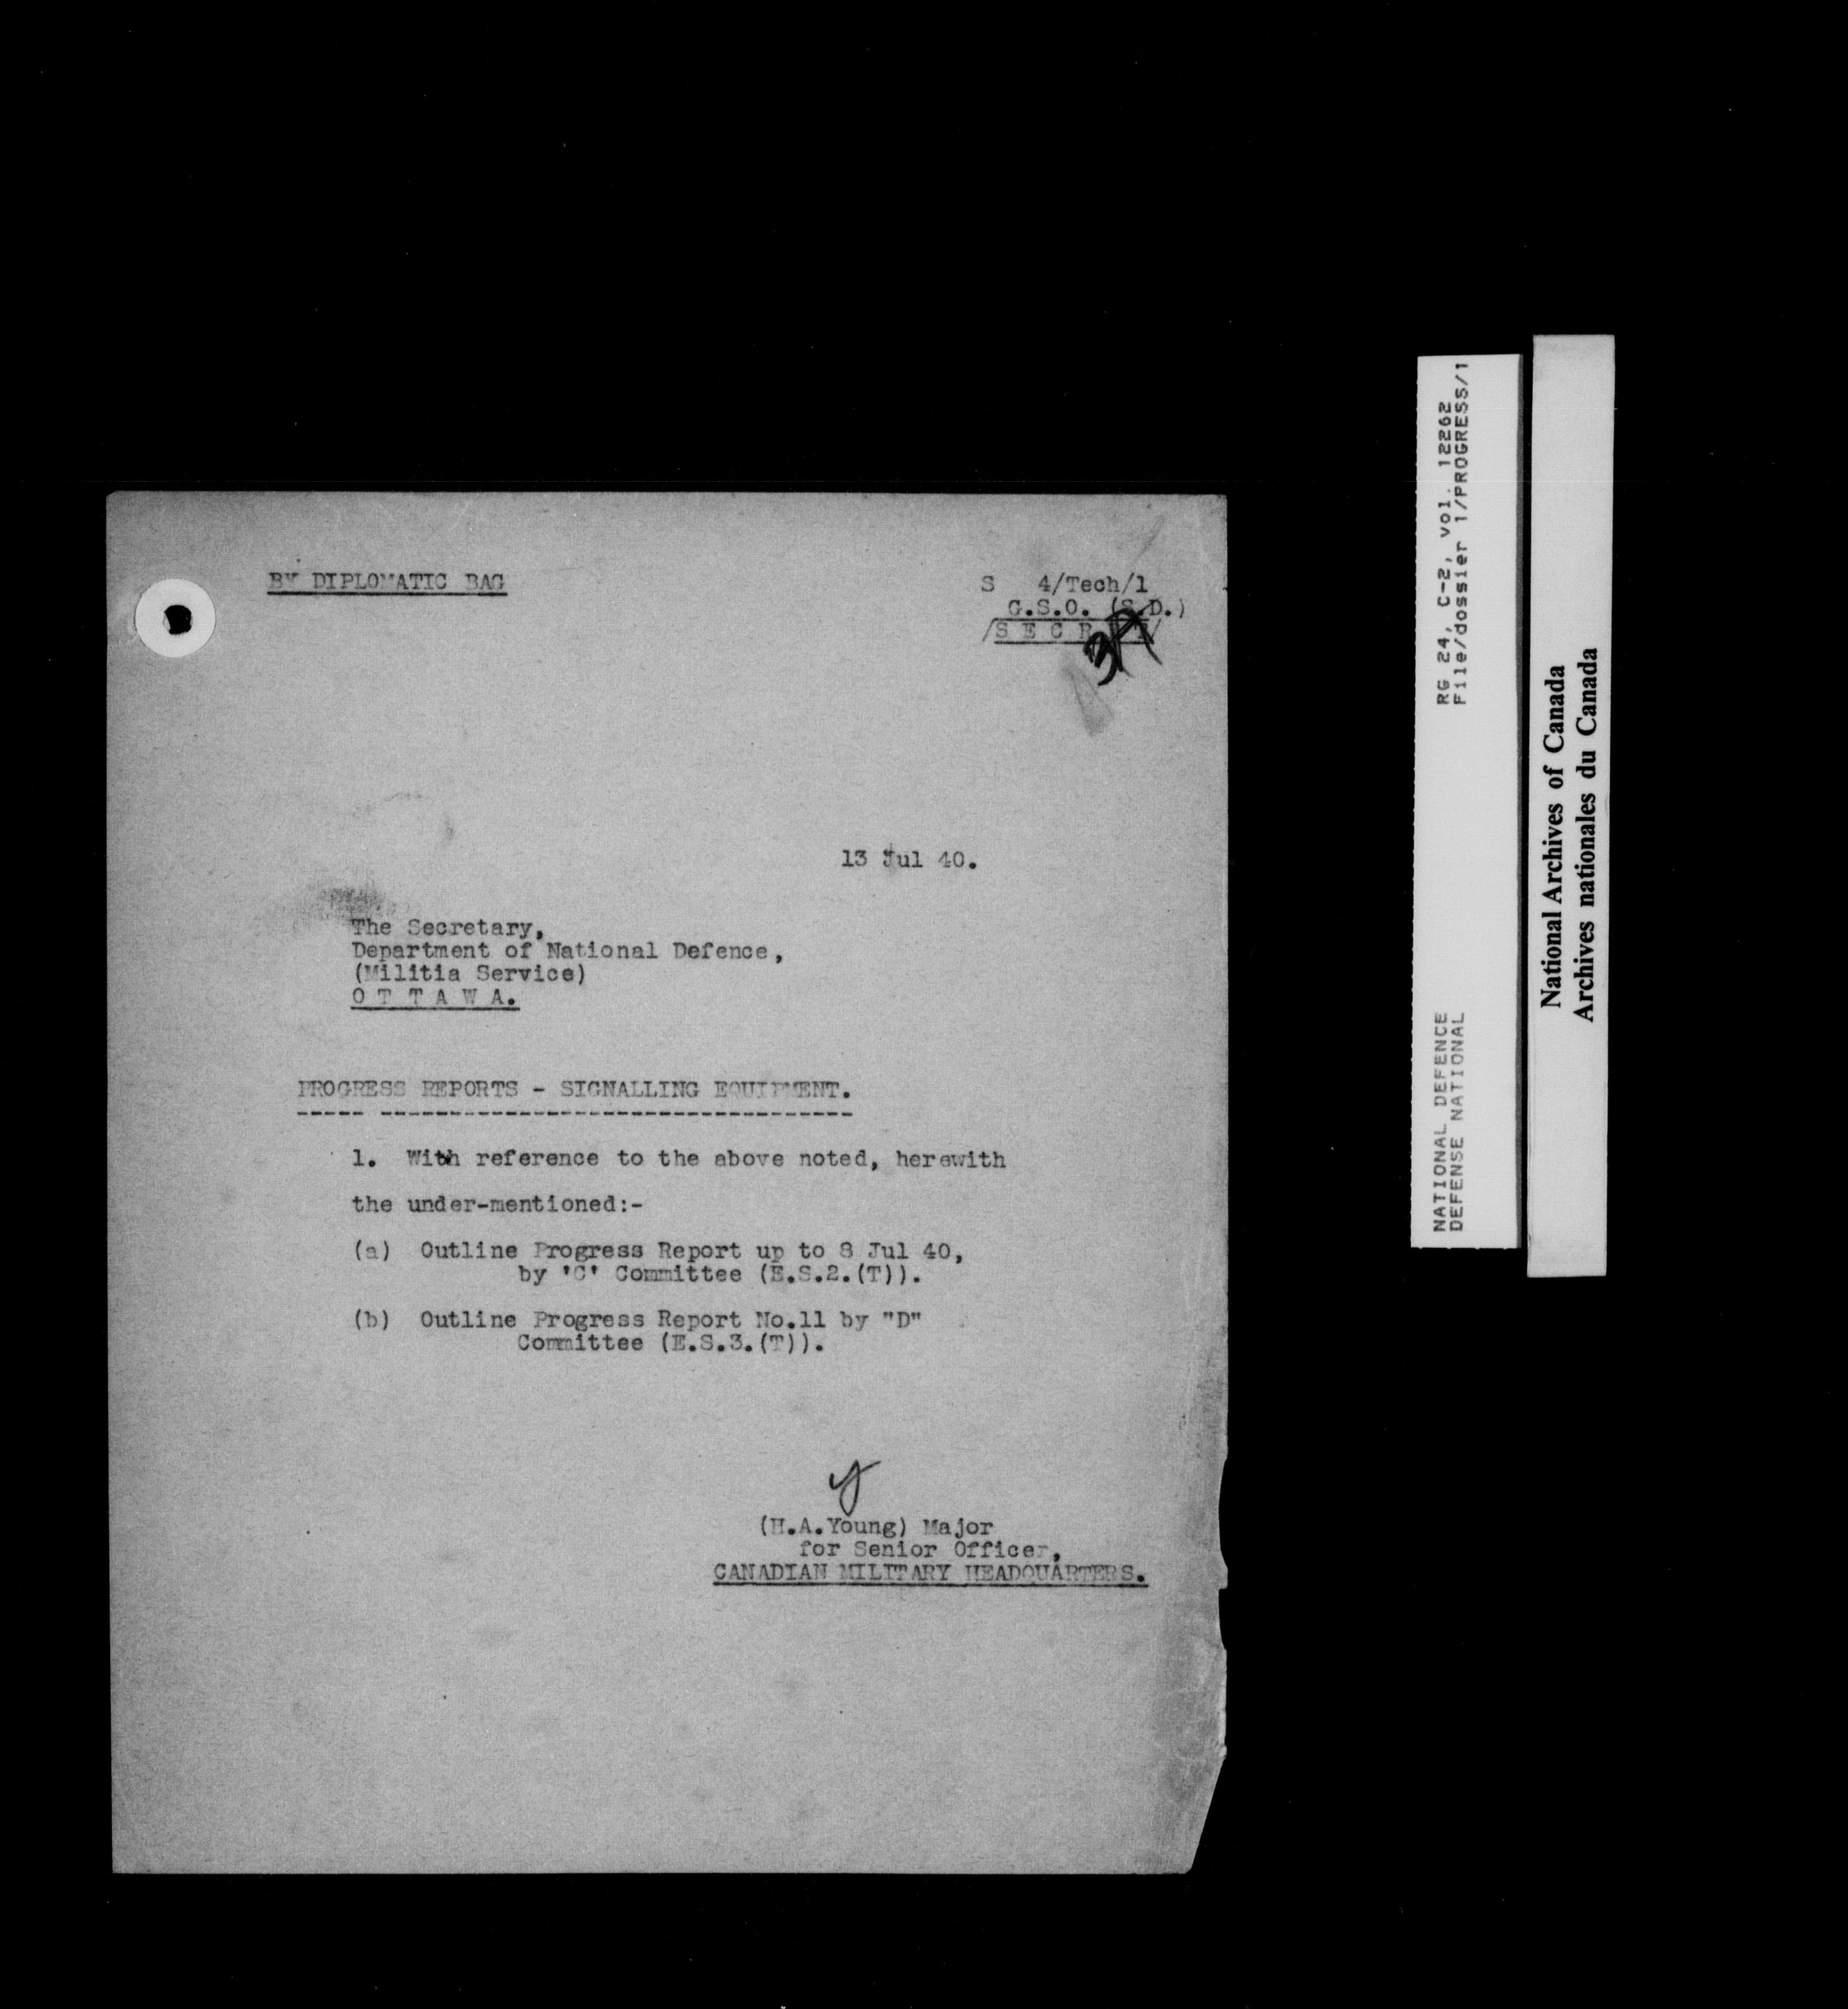 BY DIPLOMATIC BAG
S 4/Tech/1
G.S.O. (S.D.)
/S E C R E T/
3A
13 Jul 40.
The Secretary,
Department of National Defence,
(Militia Service)
O T T A W A.
PROGRESS REPORTS - SIGNALLING EQUIPMENT.
1. With reference to the above noted, herewith
the under-mentioned:-
(a) Outline Progress Report up to 8 Jul 40,
by 'C' Committee (E.S.2.(T)).
(b) Outline Progress Report No.11 by "D"
Committee (E.S.3.(T)).
y
(H.A.Young) Major
for Senior Officer,
CANADIAN MILITARY HEADQUARTERS.
NATIONAL DEFENCE RG 24, C-2, vol. 12262
DEFENSE NATIONAL File/dossier 1/PROGRESS/1
National Archives of Canada
Archives nationales du Canada